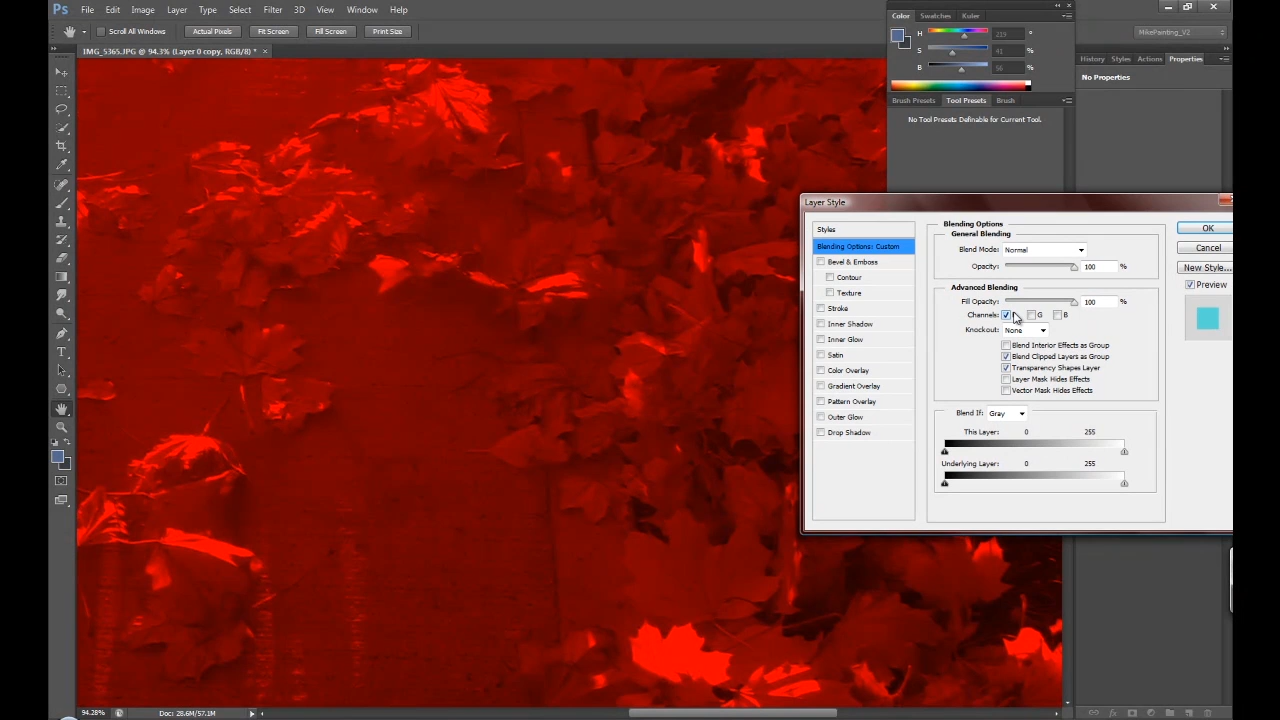 Ps File Edit Image Layer Type Select Filter 3D View Window Help
Scroll All Windows Actual Pixels Fit Screen Fill Screen Print Size
IMG_5365.JPG @ 94.3% (Layer 0 copy, RGB/8) * ×
Color Swatches Kuler
H 219 °
S 41 %
B 56 %
MikePainting_V2
History Styles Actions Properties
No Properties
Brush Presets Tool Presets Brush
No Tool Presets Definable for Current Tool.
Layer Style
Styles
Blending Options: Custom
Bevel & Emboss
Contour
Texture
Stroke
Inner Shadow
Inner Glow
Satin
Color Overlay
Gradient Overlay
Pattern Overlay
Outer Glow
Drop Shadow
Blending Options
General Blending
Blend Mode: Normal
Opacity: 100 %
Advanced Blending
Fill Opacity: 100 %
Channels: G B
Knockout: None
Blend Interior Effects as Group
Blend Clipped Layers as Group
Transparency Shapes Layer
Layer Mask Hides Effects
Vector Mask Hides Effects
Blend If: Gray
This Layer: 0 255
Underlying Layer: 0 255
OK
Cancel
New Style...
Preview
94.28% Doc: 28.6M/57.1M